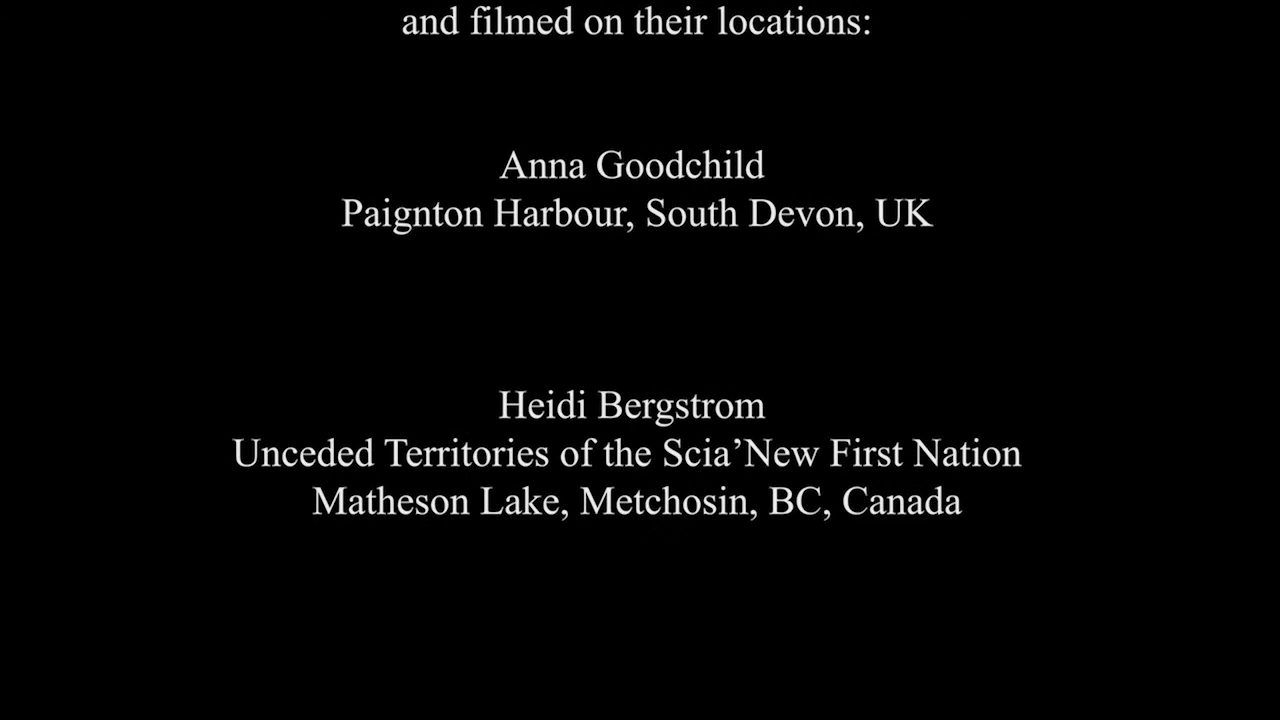 and filmed on their locations:
Anna Goodchild
Paignton Harbour, South Devon, UK
Heidi Bergstrom
Unceded Territories of the Scia’New First Nation
Matheson Lake, Metchosin, BC, Canada